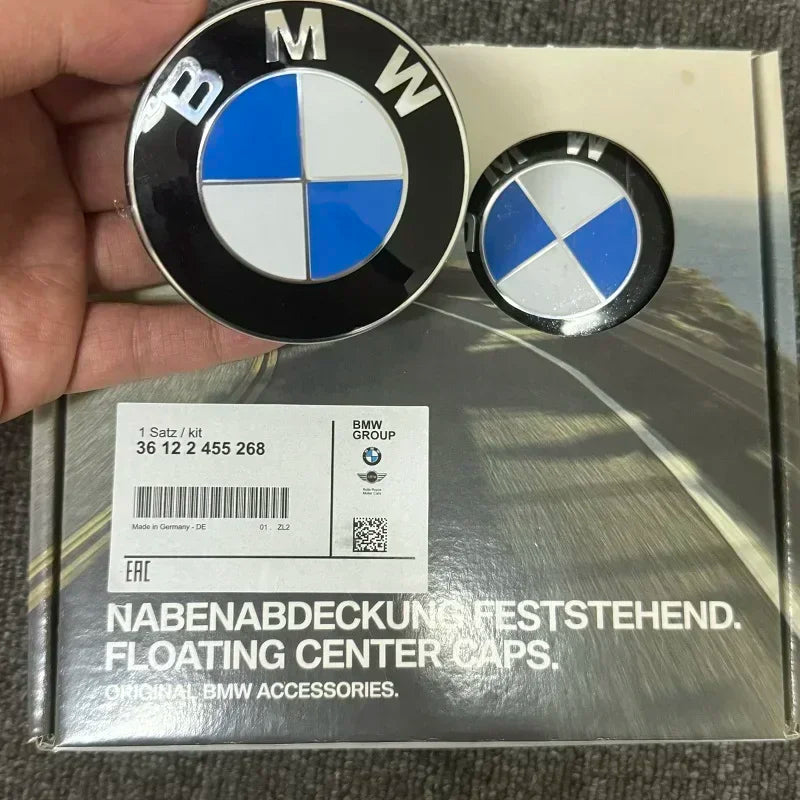 BMW
MW
1 Satz / kit
36 12 2 455 268
BMW
GROUP
Made in Germany - DE 01 . ZL2
EAC
NABENABDECKUNG FESTSTEHEND.
FLOATING CENTER CAPS.
ORIGINAL BMW ACCESSORIES.